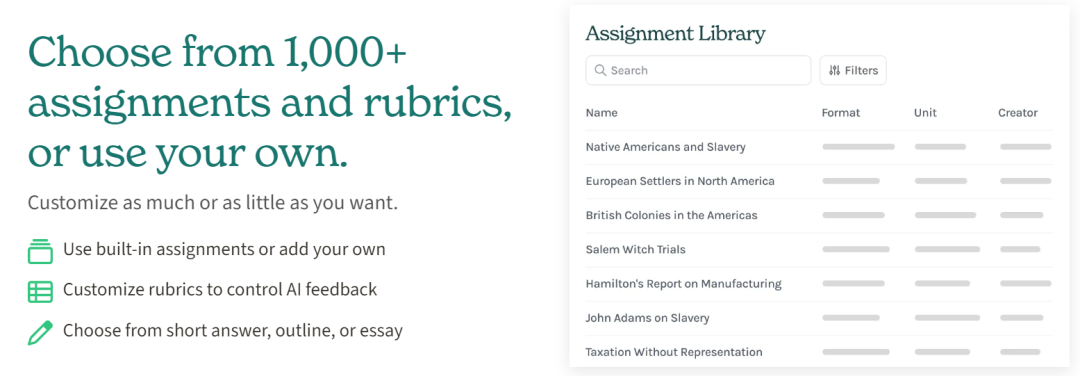 Choose from 1,000+
assignments and rubrics,
or use your own.
Customize as much or as little as you want.
Use built-in assignments or add your own
Customize rubrics to control AI feedback
Choose from short answer, outline, or essay
Assignment Library
Search
Filters
Name Format Unit Creator
Native Americans and Slavery
European Settlers in North America
British Colonies in the Americas
Salem Witch Trials
Hamilton's Report on Manufacturing
John Adams on Slavery
Taxation Without Representation